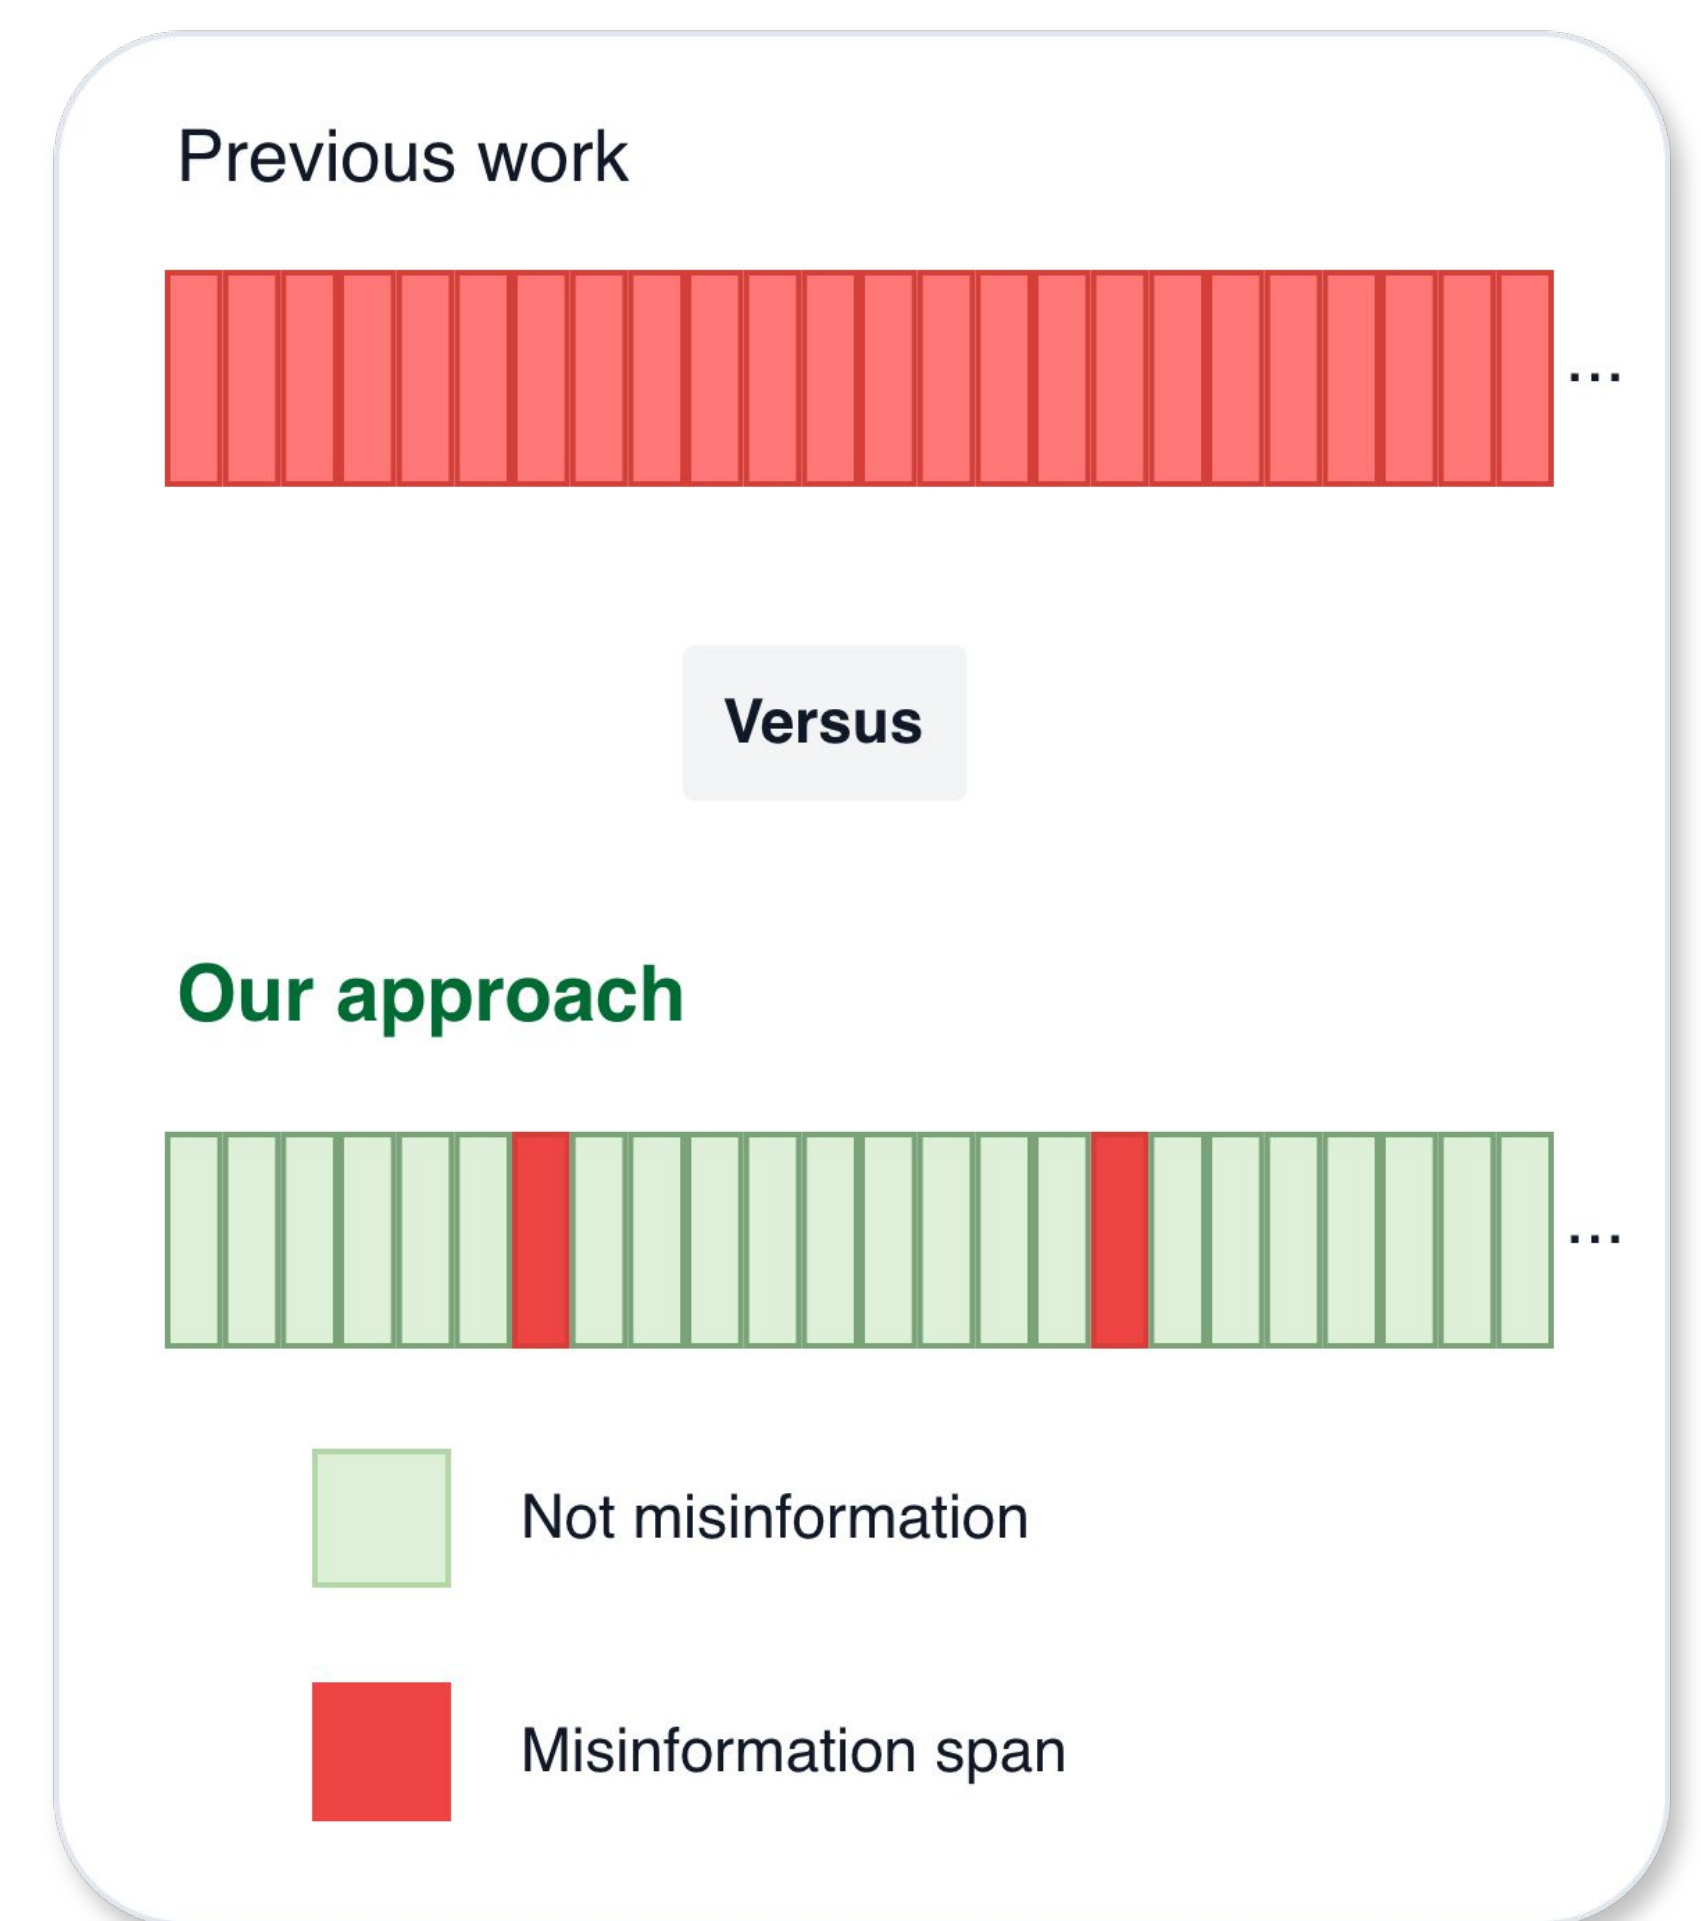 Previous work
...
Versus
Our approach
...
Not misinformation
Misinformation span